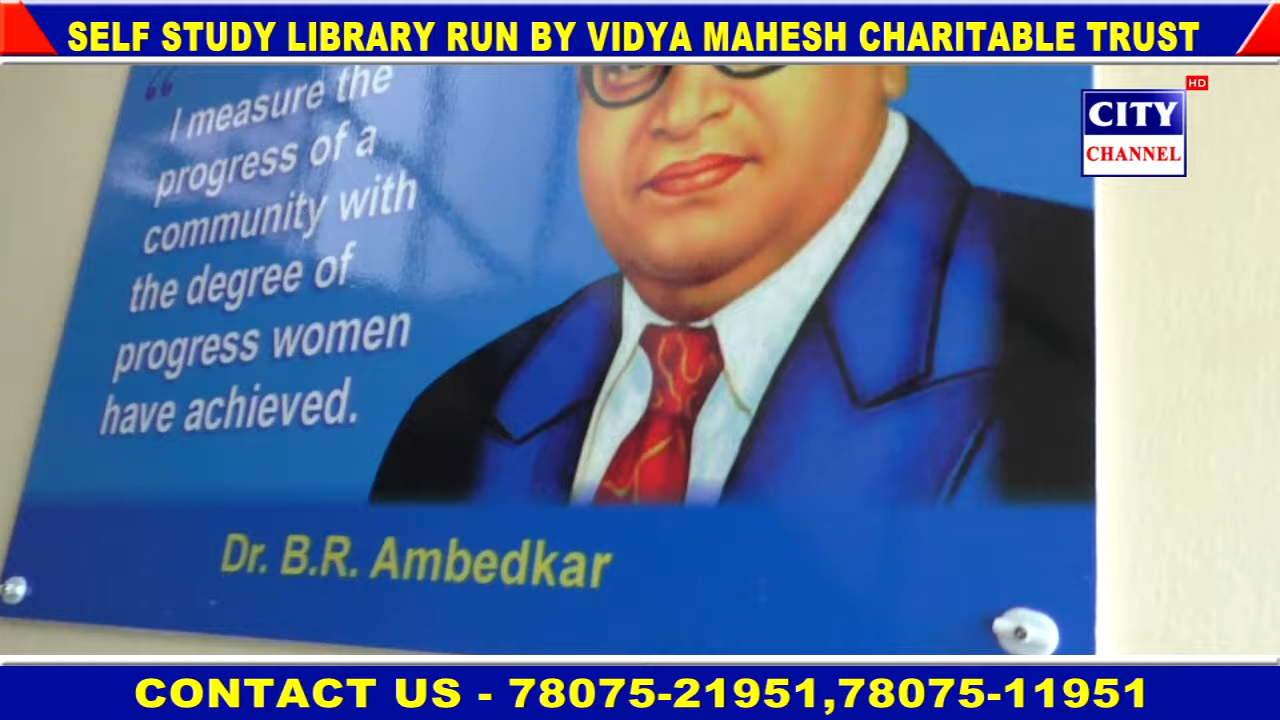 SELF STUDY LIBRARY RUN BY VIDYA MAHESH CHARITABLE TRUST
HD
CITY
CHANNEL
“
I measure the
progress of a
community with
the degree of
progress women
have achieved.
Dr. B.R. Ambedkar
CONTACT US - 78075-21951,78075-11951